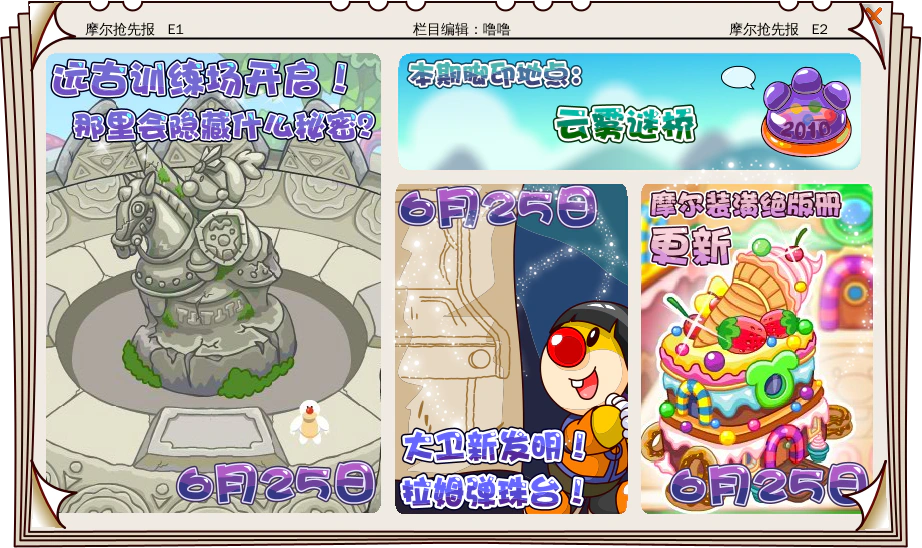 摩尔抢先报 E1
栏目编辑：噜噜
摩尔抢先报 E2
远古训练场开启！
那里会隐藏什么秘密？
6月25日
本期脚印地点：
云雾谜桥
2010
6月25日
大卫新发明！
拉姆弹珠台！
摩尔装潢绝版册
更新
6月25日